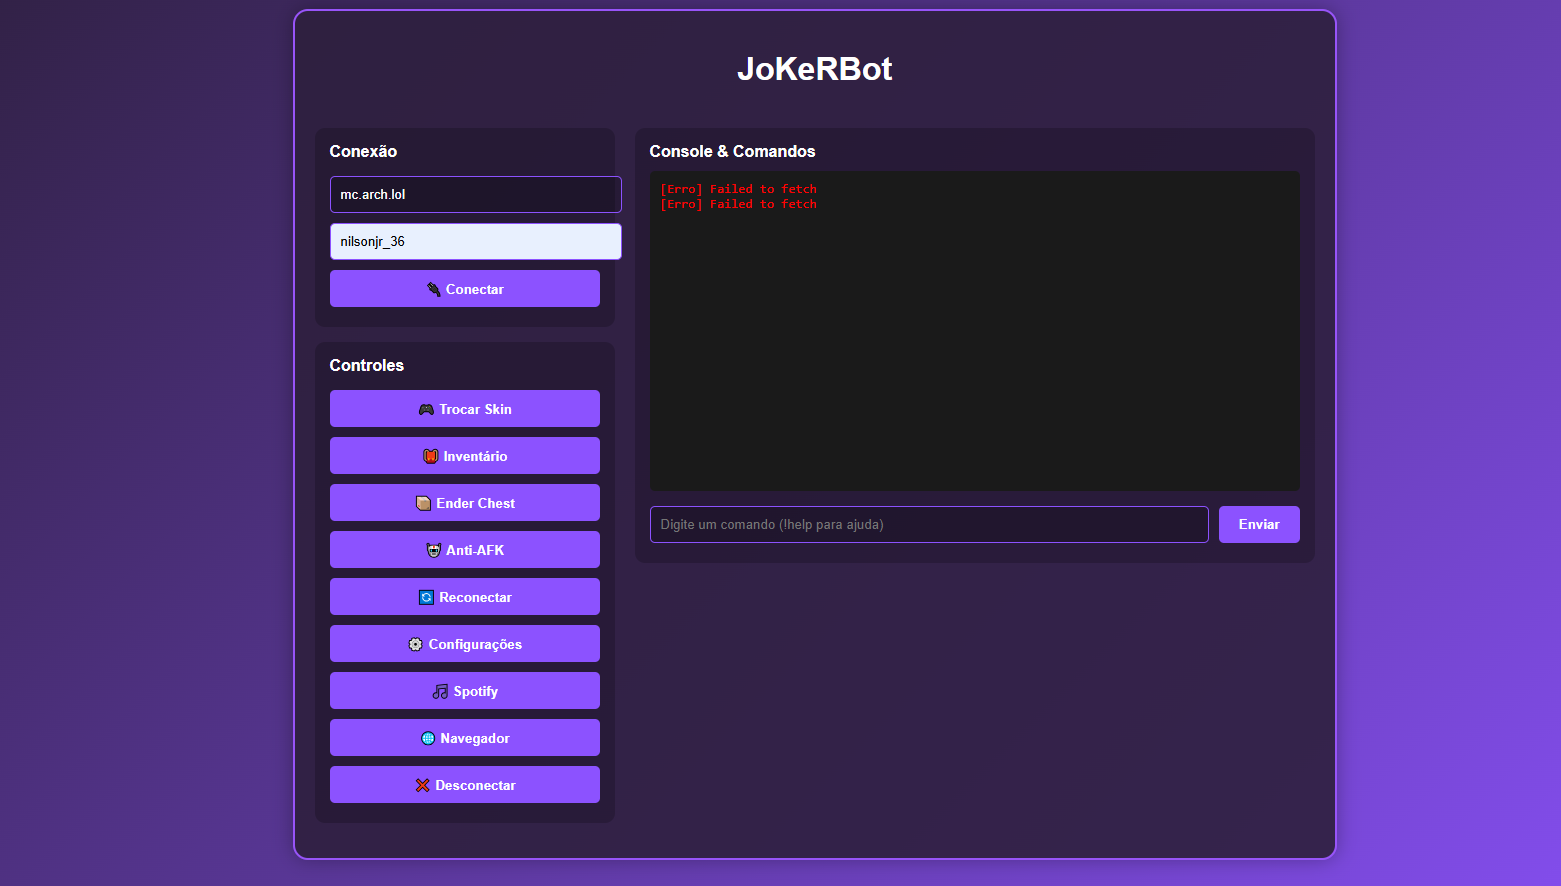 JoKeRBot
Conexão
mc.arch.lol
nilsonjr_36
Conectar
Controles
Trocar Skin
Inventário
Ender Chest
Anti-AFK
Reconectar
Configurações
Spotify
Navegador
Desconectar
Console & Comandos
[Erro] Failed to fetch
[Erro] Failed to fetch
Digite um comando (!help para ajuda)
Enviar